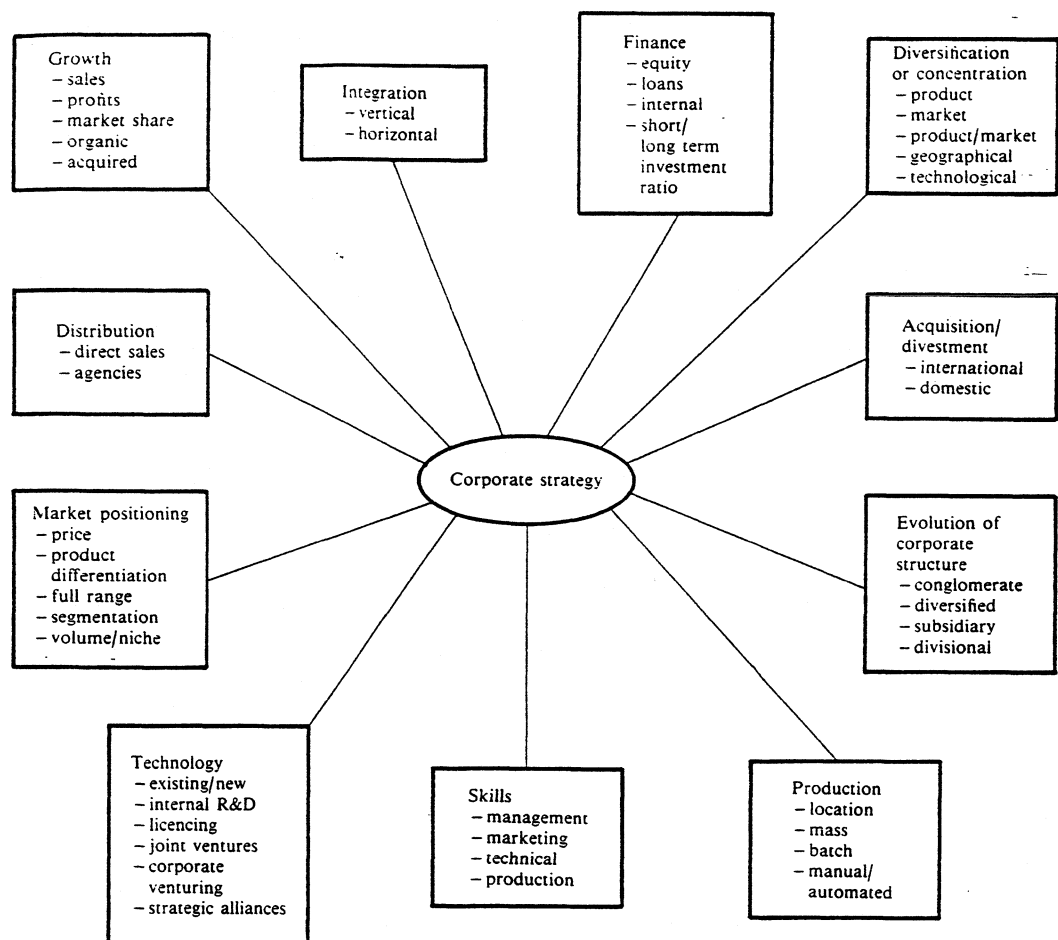 Growth
– sales
– profits
– market share
– organic
– acquired
Integration
– vertical
– horizontal
Finance
– equity
– loans
– internal
– short/
long term
investment
ratio
Diversification
or concentration
– product
– market
– product/market
– geographical
– technological
Distribution
– direct sales
– agencies
Acquisition/
divestment
– international
– domestic
Corporate strategy
Market positioning
– price
– product
differentiation
– full range
– segmentation
– volume/niche
Evolution of
corporate
structure
– conglomerate
– diversified
– subsidiary
– divisional
Technology
– existing/new
– internal R&D
– licencing
– joint ventures
– corporate
venturing
– strategic alliances
Skills
– management
– marketing
– technical
– production
Production
– location
– mass
– batch
– manual/
automated